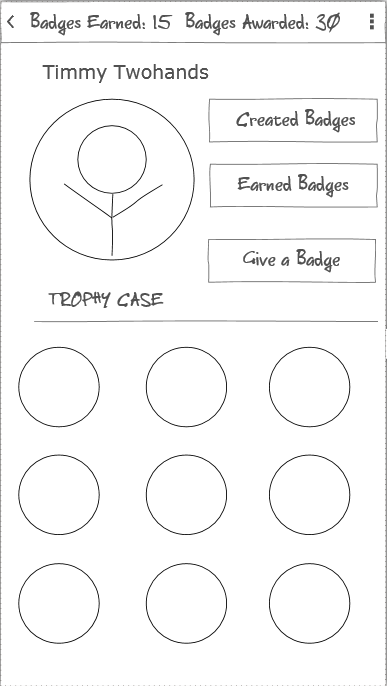 Badges Earned: 15 Badges Awarded: 30
Timmy Twohands
Created Badges
Earned Badges
Give a Badge
TROPHY CASE